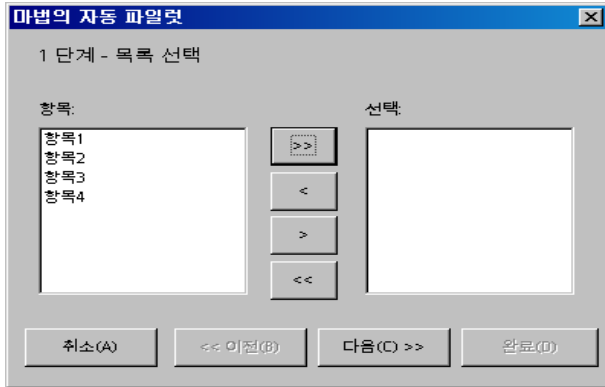 마법의 자동 파일럿
1 단계 - 목록 선택
항목:
선택:
항목1
항목2
항목3
항목4
>>
<
>
<<
취소(A)
<< 이전(B)
다음(C) >>
완료(D)